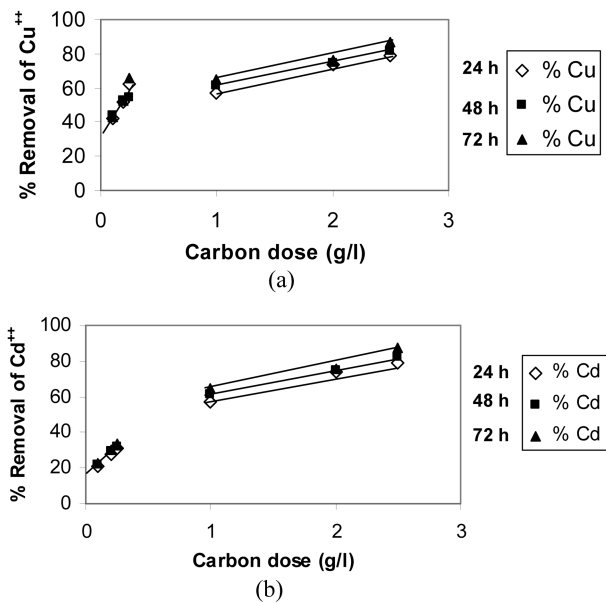 % Removal of Cu++
100
80
60
40
20
0
0 1 2 3
Carbon dose (g/l)
24 h % Cu
48 h % Cu
72 h % Cu
(a)
% Removal of Cd++
100
80
60
40
20
0
0 1 2 3
Carbon dose (g/l)
24 h % Cd
48 h % Cd
72 h % Cd
(b)